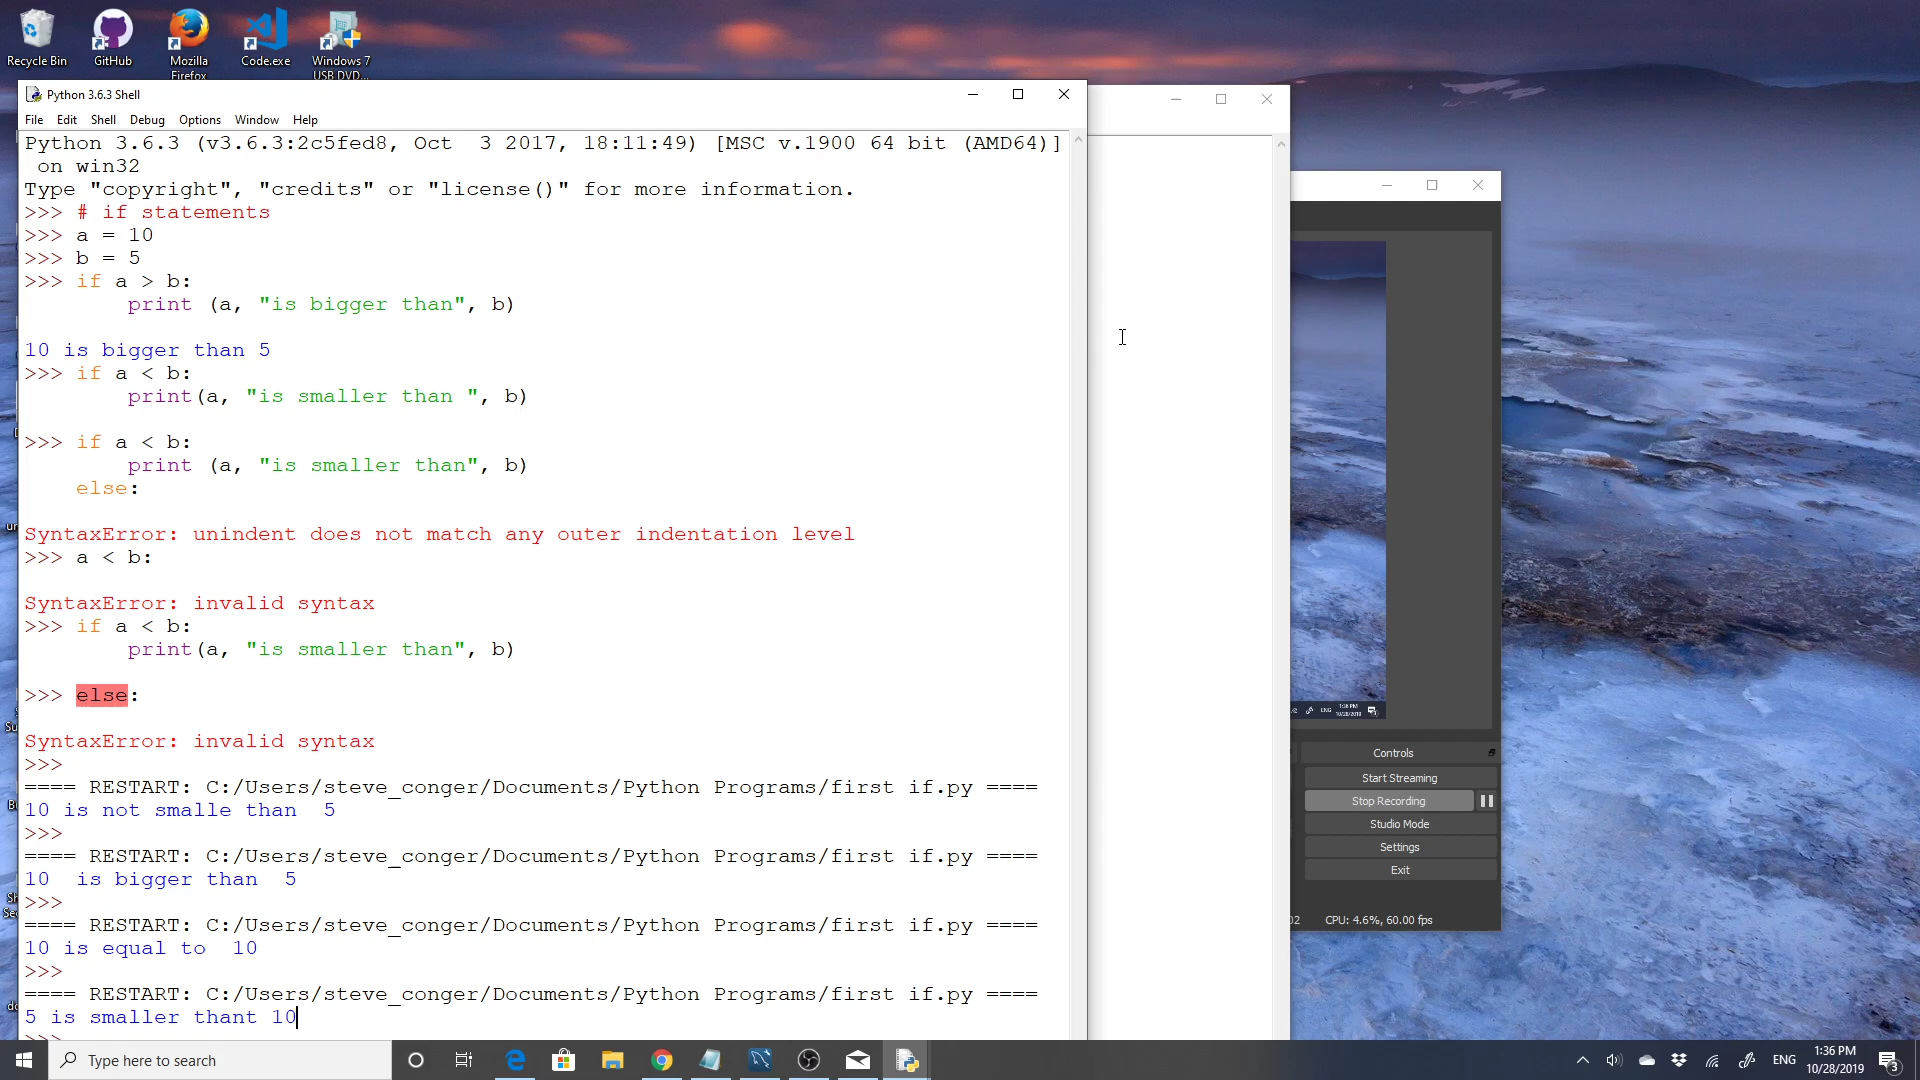 Recycle Bin
GitHub
Mozilla
Firefox
Code.exe
Windows 7
USB DVD...
Python 3.6.3 Shell
File Edit Shell Debug Options Window Help
Python 3.6.3 (v3.6.3:2c5fed8, Oct  3 2017, 18:11:49) [MSC v.1900 64 bit (AMD64)]
 on win32
Type "copyright", "credits" or "license()" for more information.
>>> # if statements
>>> a = 10
>>> b = 5
>>> if a > b:
        print (a, "is bigger than", b)
10 is bigger than 5
>>> if a < b:
        print(a, "is smaller than ", b)
>>> if a < b:
        print (a, "is smaller than", b)
    else:
SyntaxError: unindent does not match any outer indentation level
>>> a < b:
SyntaxError: invalid syntax
>>> if a < b:
        print(a, "is smaller than", b)
>>> else:
SyntaxError: invalid syntax
>>>
==== RESTART: C:/Users/steve_conger/Documents/Python Programs/first if.py ====
10 is not smalle than  5
>>>
==== RESTART: C:/Users/steve_conger/Documents/Python Programs/first if.py ====
10  is bigger than  5
>>>
==== RESTART: C:/Users/steve_conger/Documents/Python Programs/first if.py ====
10 is equal to  10
>>>
==== RESTART: C:/Users/steve_conger/Documents/Python Programs/first if.py ====
5 is smaller thant 10
>>>
ENG
1:36 PM
10/28/2019
Controls
Start Streaming
Stop Recording
Studio Mode
Settings
Exit
CPU: 4.6%, 60.00 fps
Type here to search
ENG
1:36 PM
10/28/2019
3